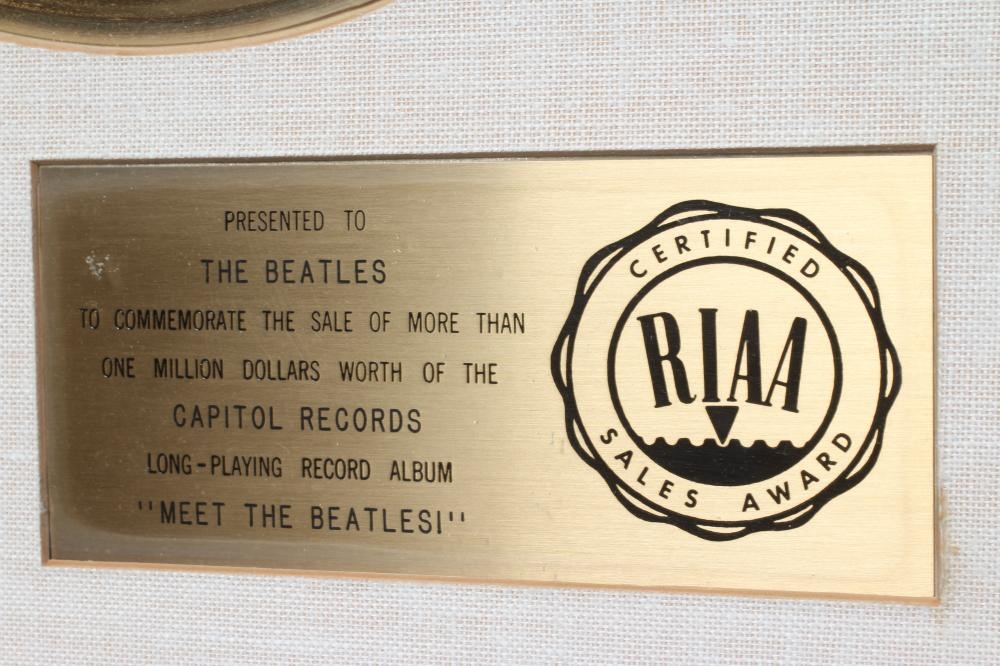 PRESENTED TO
THE BEATLES
TO COMMEMORATE THE SALE OF MORE THAN
ONE MILLION DOLLARS WORTH OF THE
CAPITOL RECORDS
LONG-PLAYING RECORD ALBUM
"MEET THE BEATLES!"
CERTIFIED
RIAA
SALES AWARD